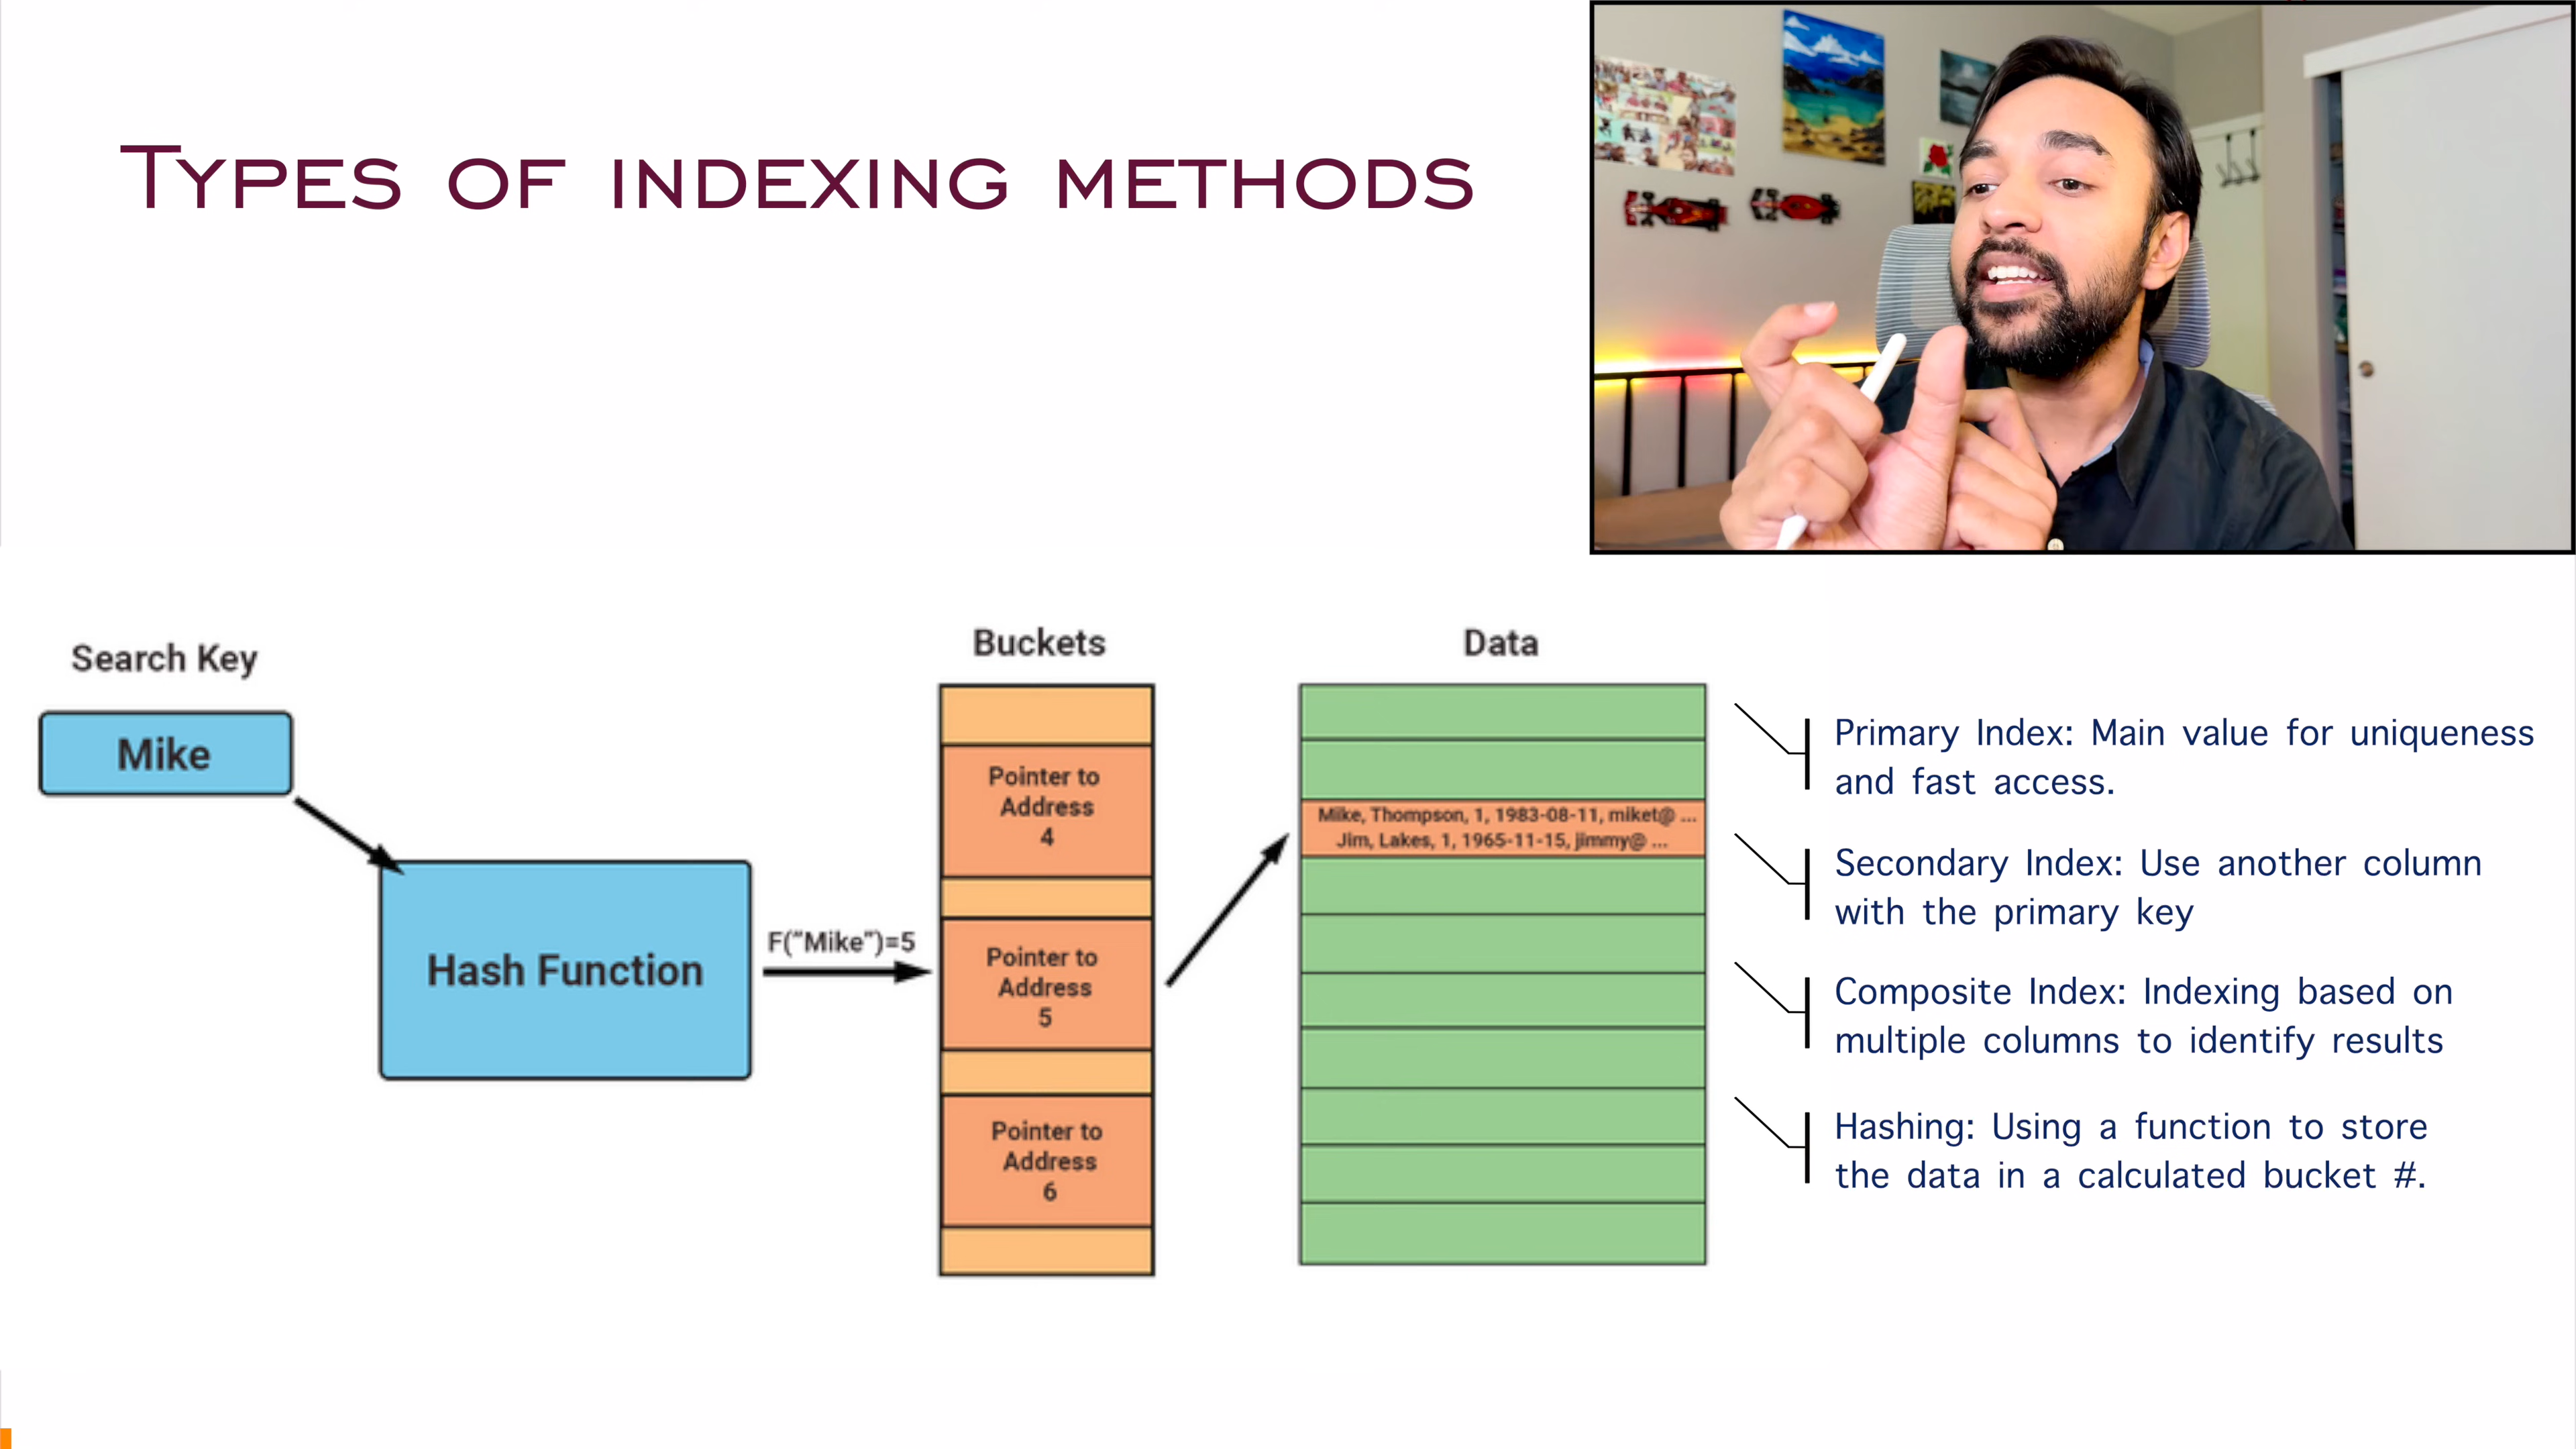 TYPES OF INDEXING METHODS
Search Key
Mike
Hash Function
F("Mike")=5
Buckets
Pointer to
Address
4
Pointer to
Address
5
Pointer to
Address
6
Data
Mike, Thompson, 1, 1983-08-11, miket@ ...
Jim, Lakes, 1, 1965-11-15, jimmy@ ...
Primary Index: Main value for uniqueness
and fast access.
Secondary Index: Use another column
with the primary key
Composite Index: Indexing based on
multiple columns to identify results
Hashing: Using a function to store
the data in a calculated bucket #.